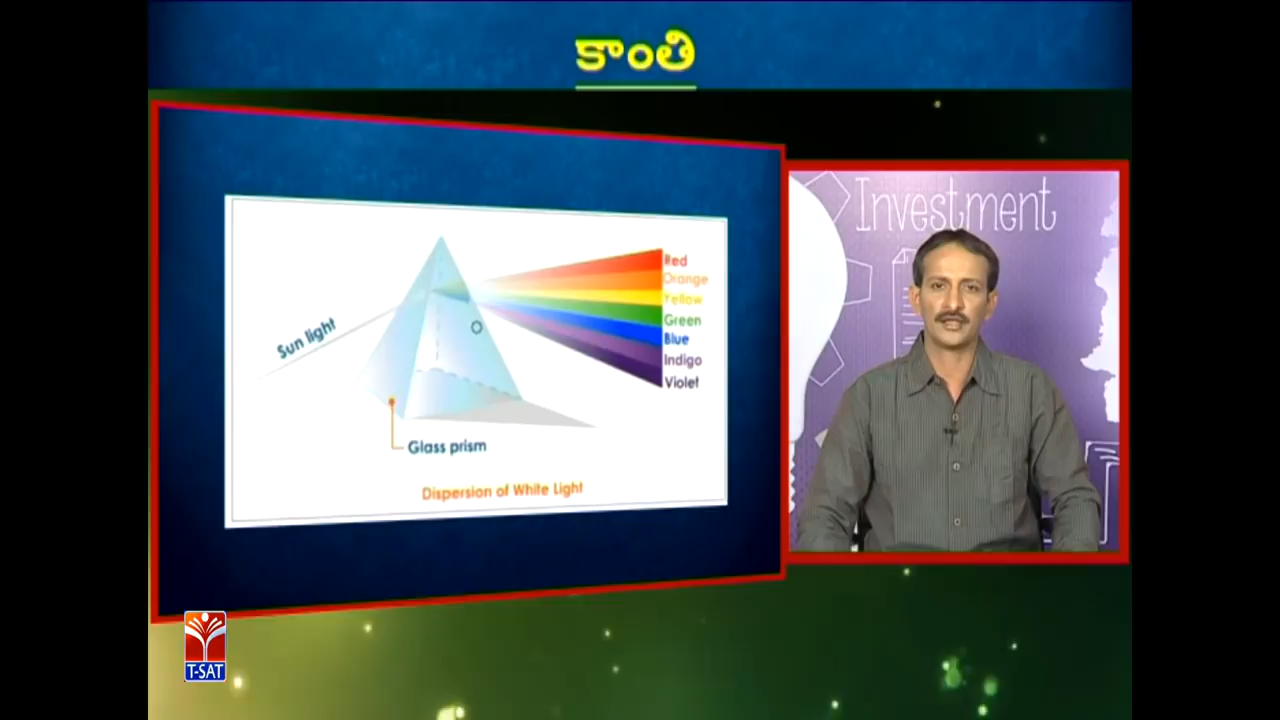 కాంతి
Investment
Sun light
Red
Orange
Yellow
Green
Blue
Indigo
Violet
Glass prism
Dispersion of White Light
T-SAT